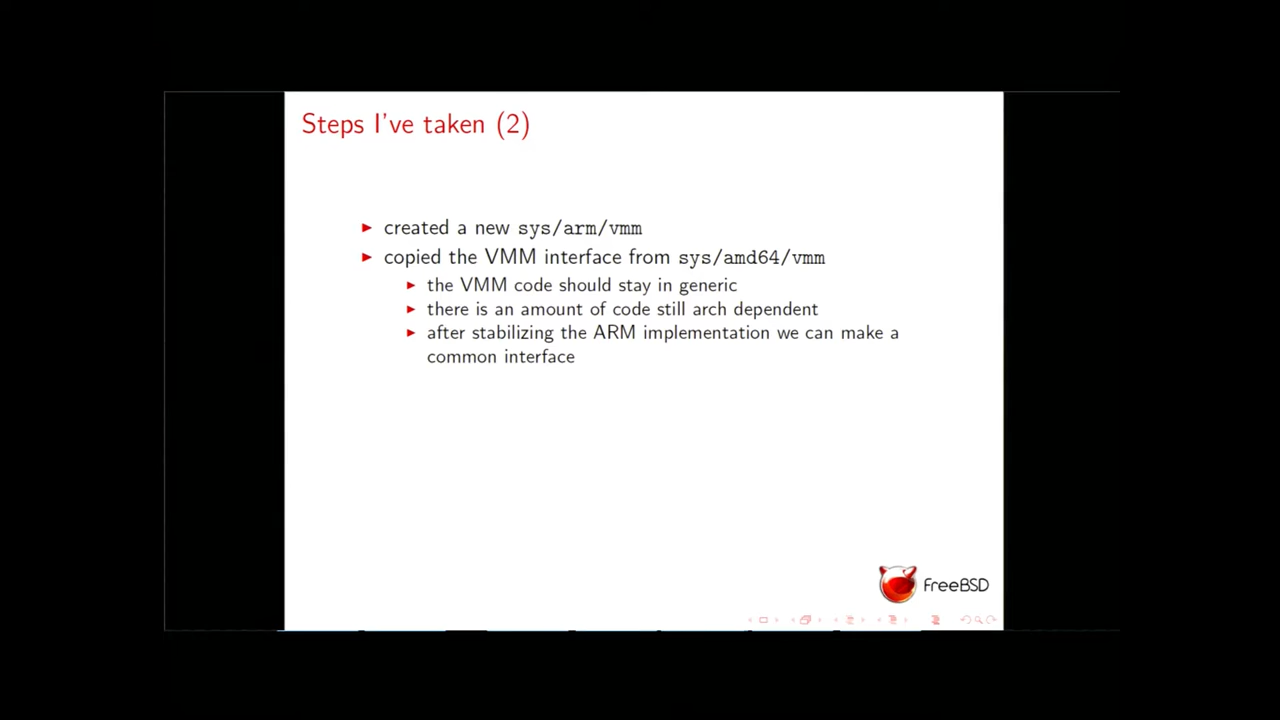 Steps I've taken (2)
created a new sys/arm/vmm
copied the VMM interface from sys/amd64/vmm
the VMM code should stay in generic
there is an amount of code still arch dependent
after stabilizing the ARM implementation we can make a
common interface
FreeBSD